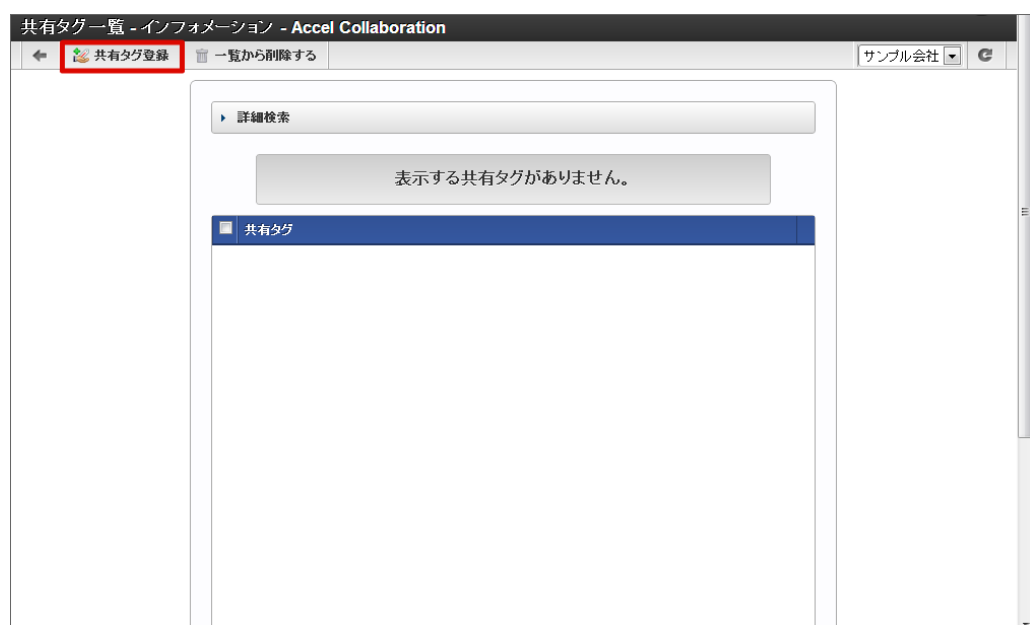 共有タグ一覧 - インフォメーション - Accel Collaboration
共有タグ登録 一覧から削除する サンプル会社
詳細検索
表示する共有タグがありません。
共有タグ